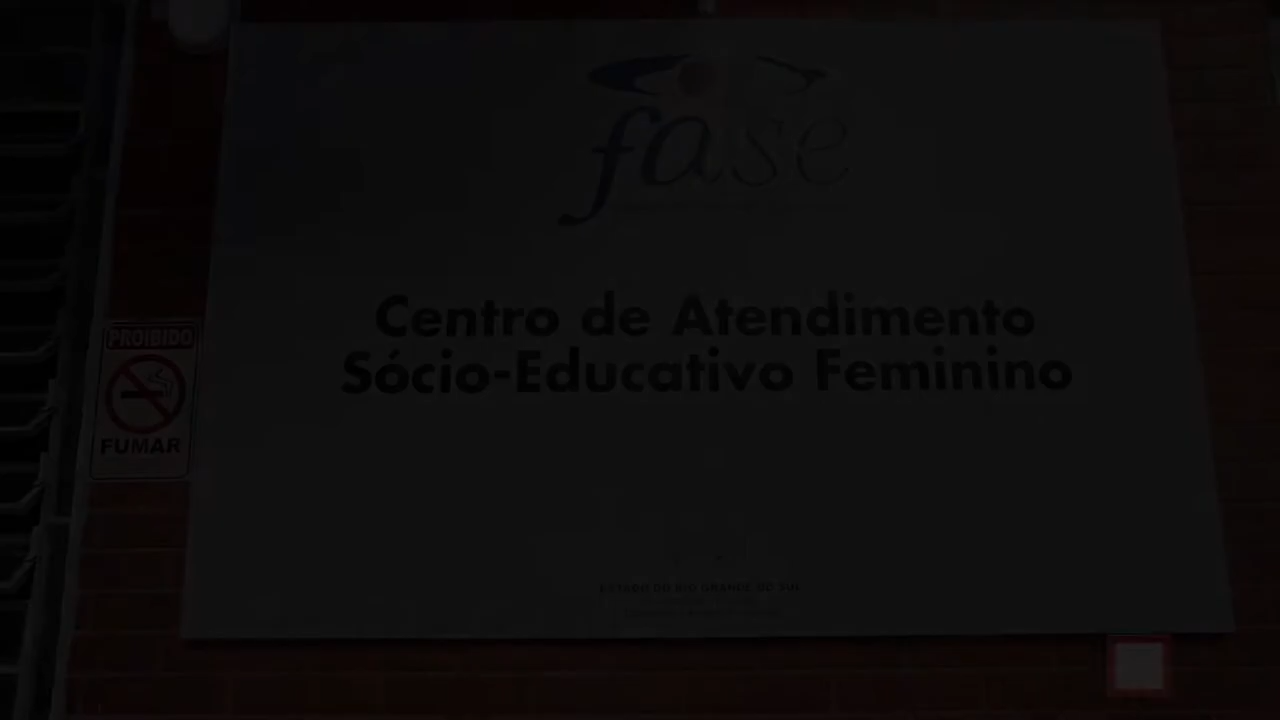 fase
Centro de Atendimento
Sócio-Educativo Feminino
PROIBIDO
FUMAR
ESTADO DO RIO GRANDE DO SUL